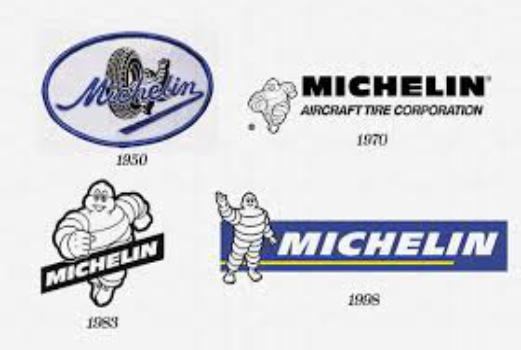 Michelin
1950
MICHELIN®
AIRCRAFT TIRE CORPORATION
®
1970
MICHELIN
1983
MICHELIN
1998